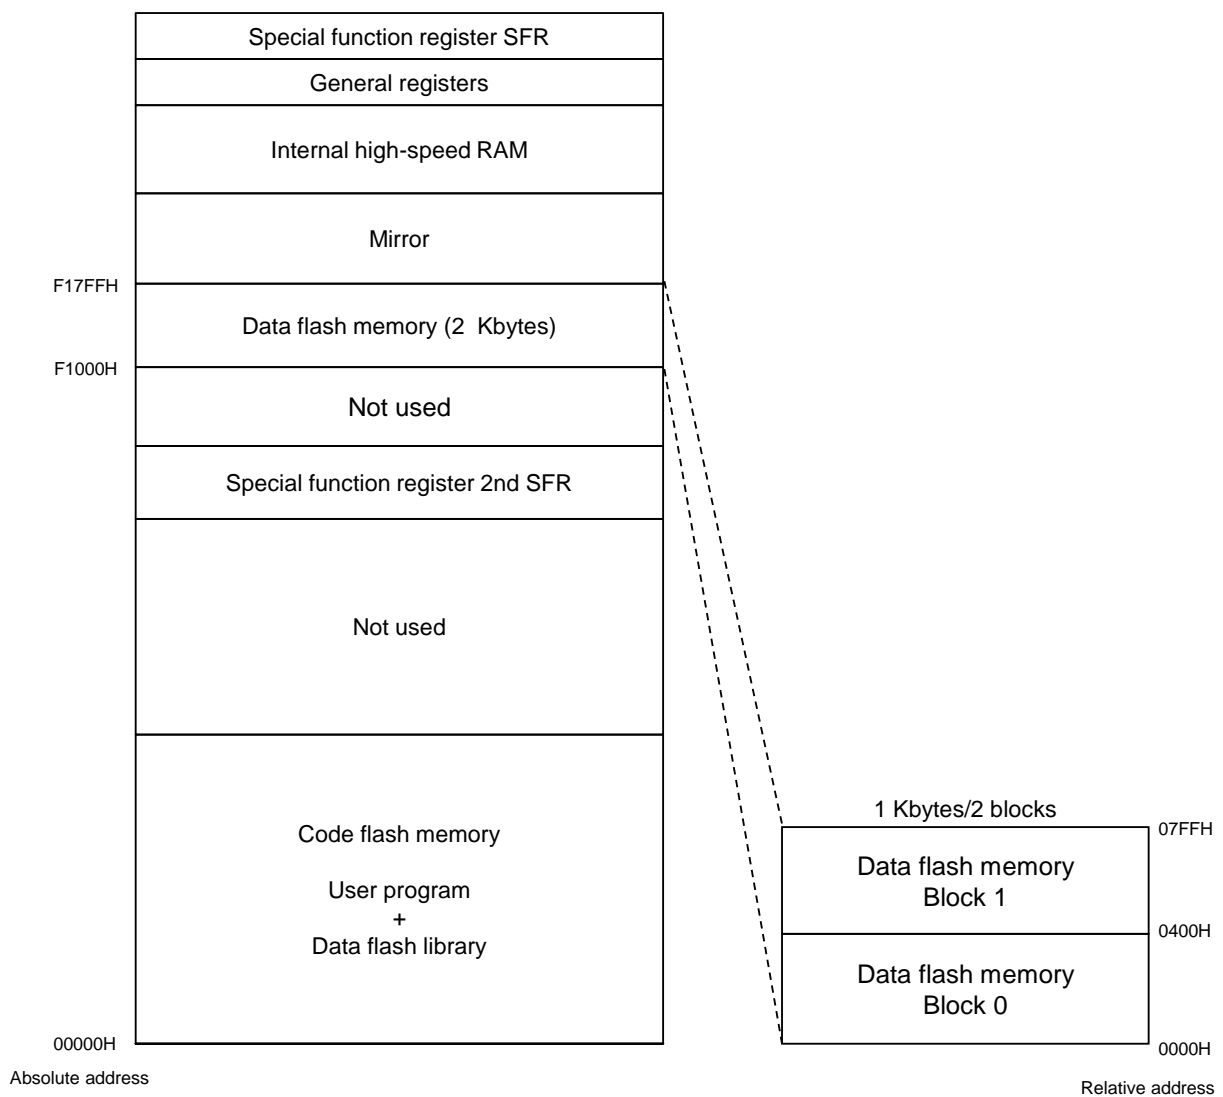 Special function register SFR
General registers
Internal high-speed RAM
Mirror
F17FFH
Data flash memory (2 Kbytes)
F1000H
Not used
Special function register 2nd SFR
Not used
Code flash memory
User program
+
Data flash library
00000H
Absolute address
1 Kbytes/2 blocks
07FFH
Data flash memory
Block 1
0400H
Data flash memory
Block 0
0000H
Relative address